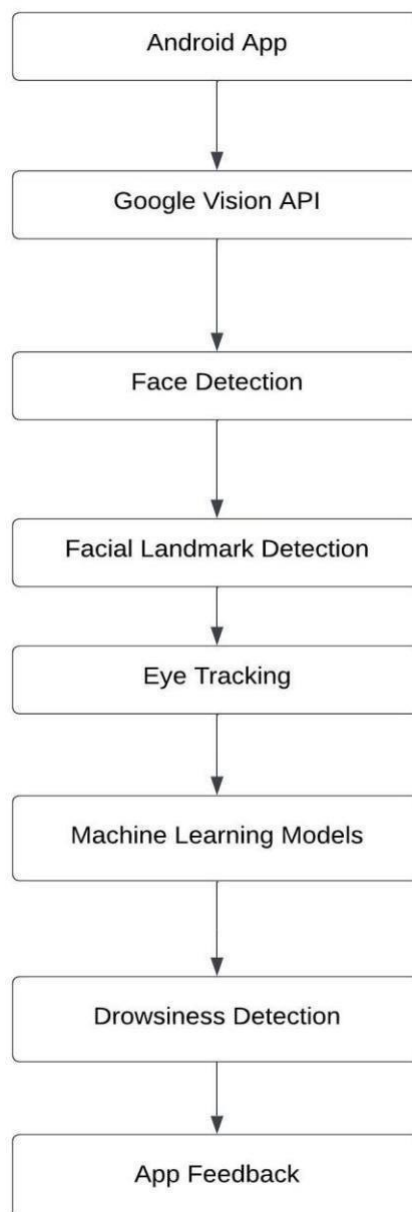 Android App
Google Vision API
Face Detection
Facial Landmark Detection
Eye Tracking
Machine Learning Models
Drowsiness Detection
App Feedback